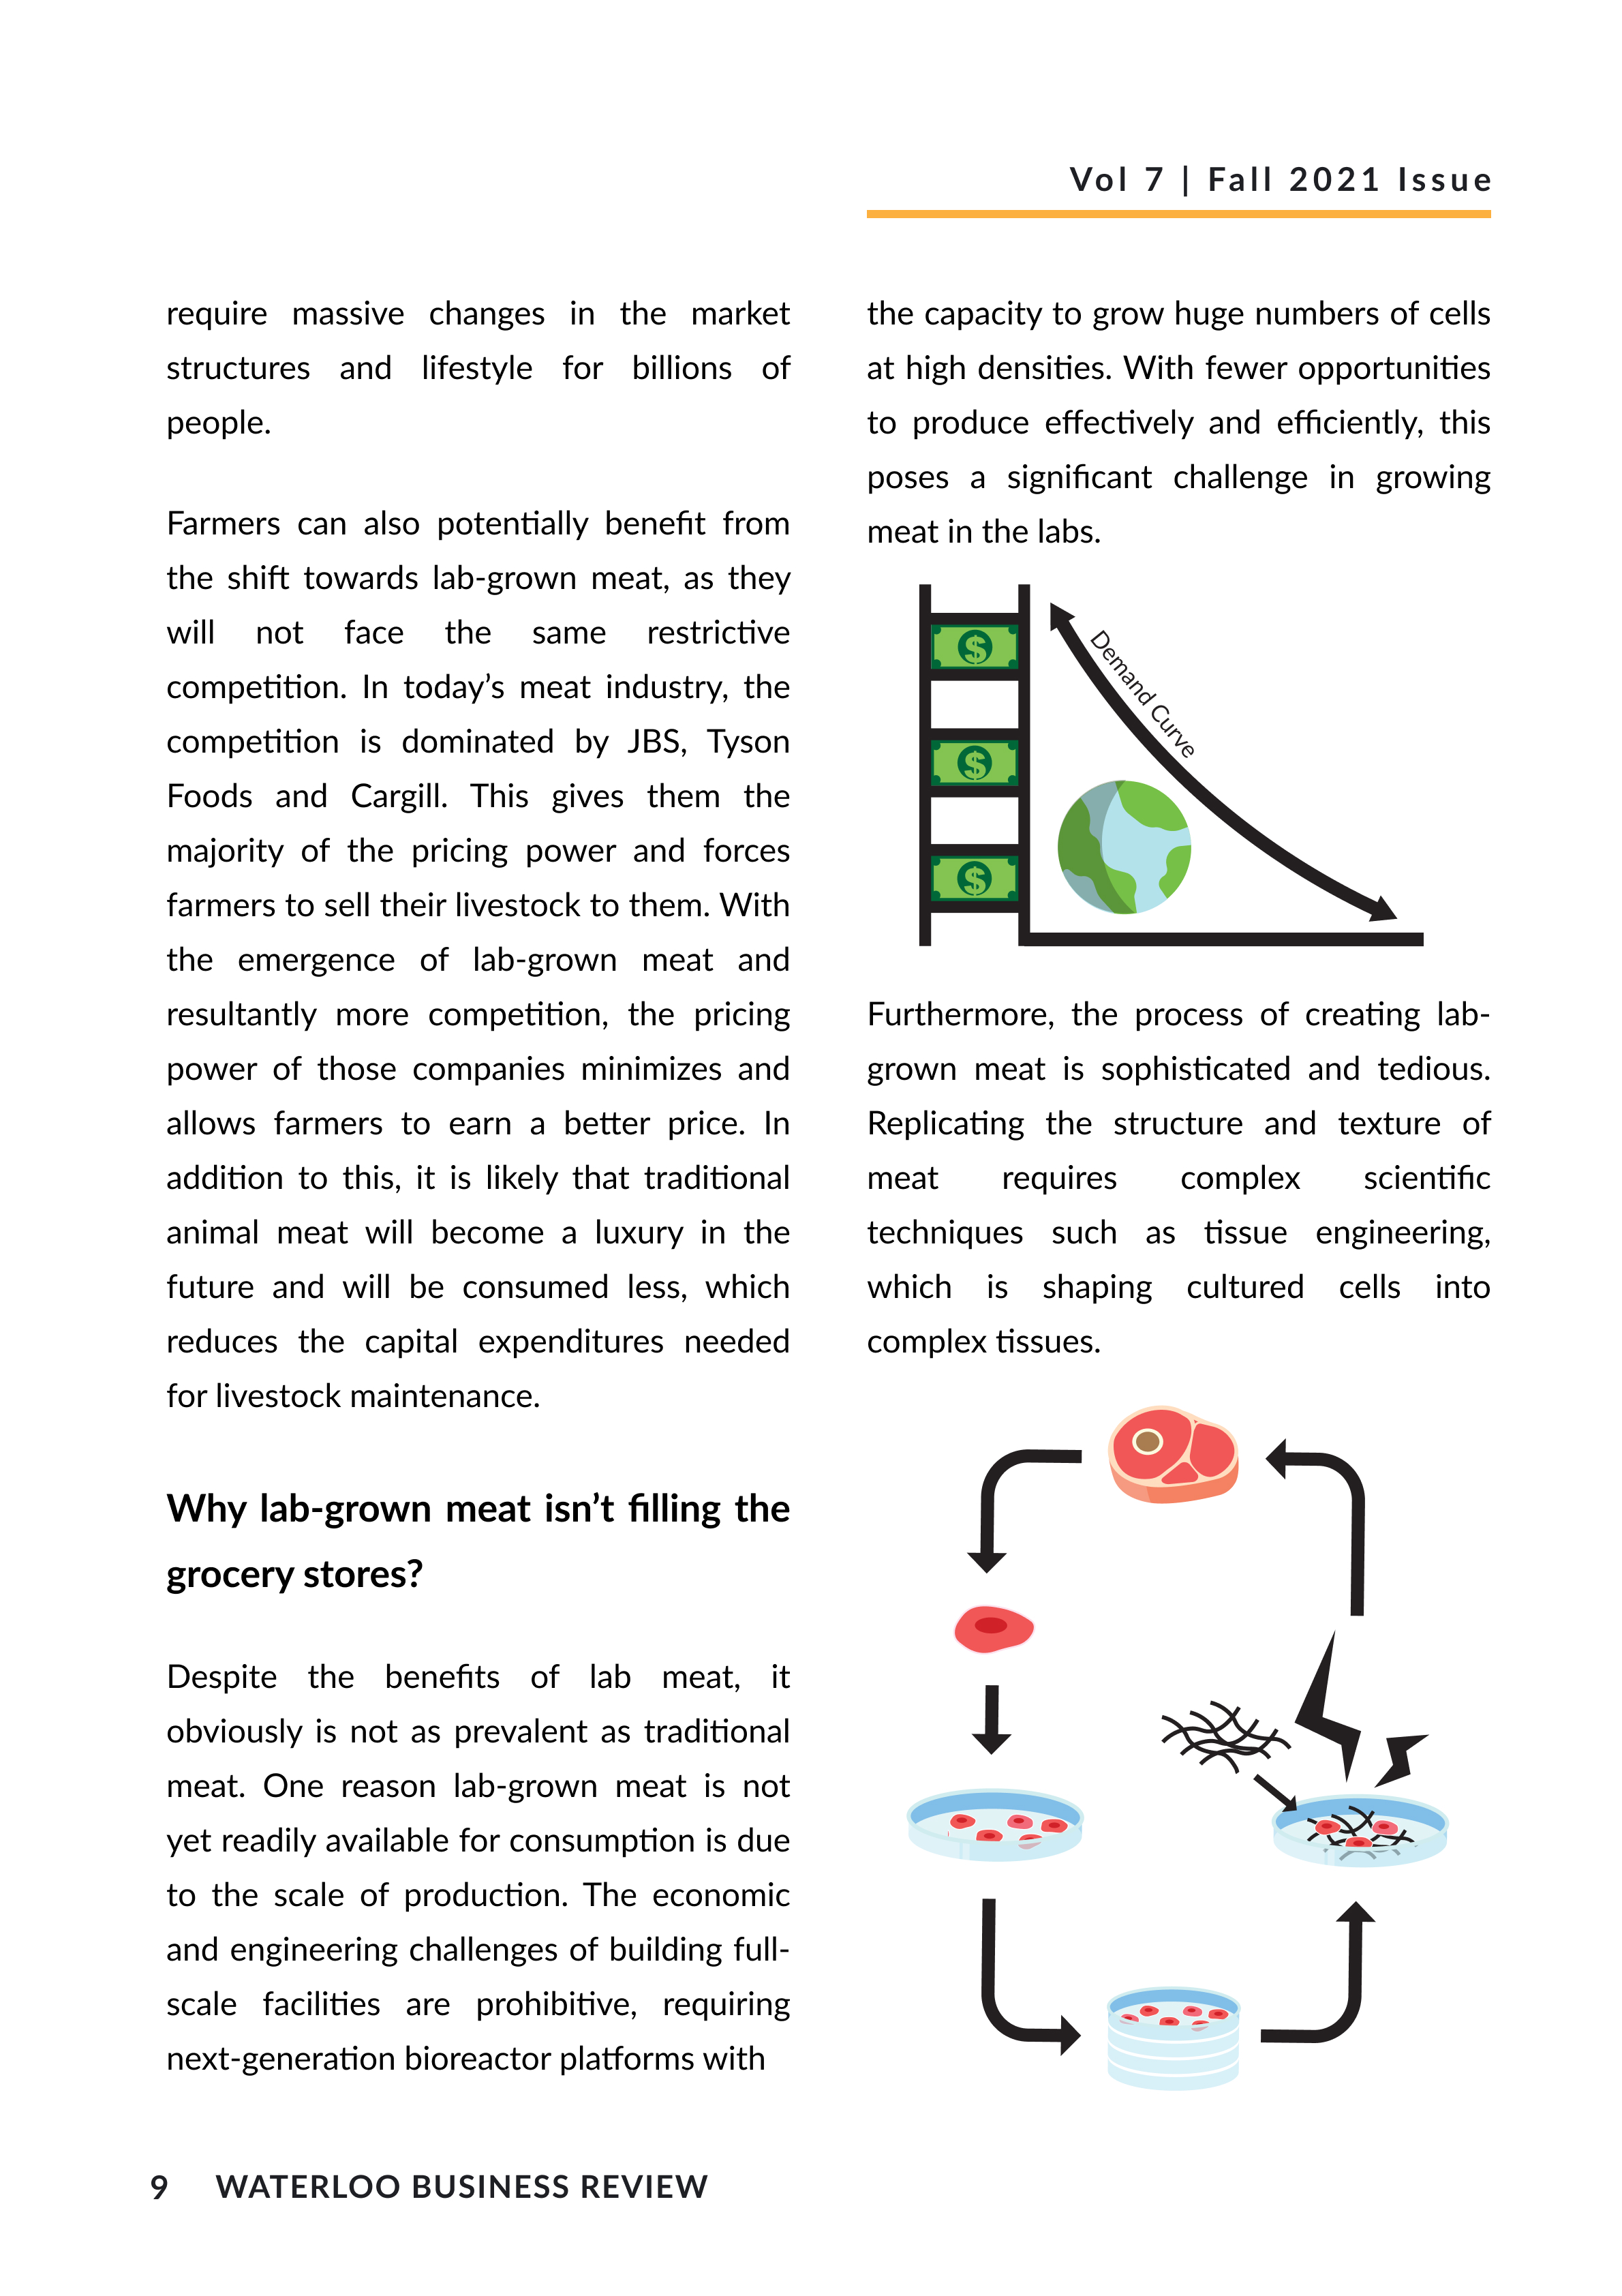 Vol 7 | Fall 2021 Issue
require massive changes in the market
structures and lifestyle for billions of
people.
Farmers can also potentially benefit from
the shift towards lab-grown meat, as they
will not face the same restrictive
competition. In today’s meat industry, the
competition is dominated by JBS, Tyson
Foods and Cargill. This gives them the
majority of the pricing power and forces
farmers to sell their livestock to them. With
the emergence of lab-grown meat and
resultantly more competition, the pricing
power of those companies minimizes and
allows farmers to earn a better price. In
addition to this, it is likely that traditional
animal meat will become a luxury in the
future and will be consumed less, which
reduces the capital expenditures needed
for livestock maintenance.
Why lab-grown meat isn’t filling the
grocery stores?
Despite the benefits of lab meat, it
obviously is not as prevalent as traditional
meat. One reason lab-grown meat is not
yet readily available for consumption is due
to the scale of production. The economic
and engineering challenges of building full-
scale facilities are prohibitive, requiring
next-generation bioreactor platforms with
the capacity to grow huge numbers of cells
at high densities. With fewer opportunities
to produce effectively and efficiently, this
poses a significant challenge in growing
meat in the labs.
$
$
$
Demand Curve
Furthermore, the process of creating lab-
grown meat is sophisticated and tedious.
Replicating the structure and texture of
meat requires complex scientific
techniques such as tissue engineering,
which is shaping cultured cells into
complex tissues.
9 WATERLOO BUSINESS REVIEW